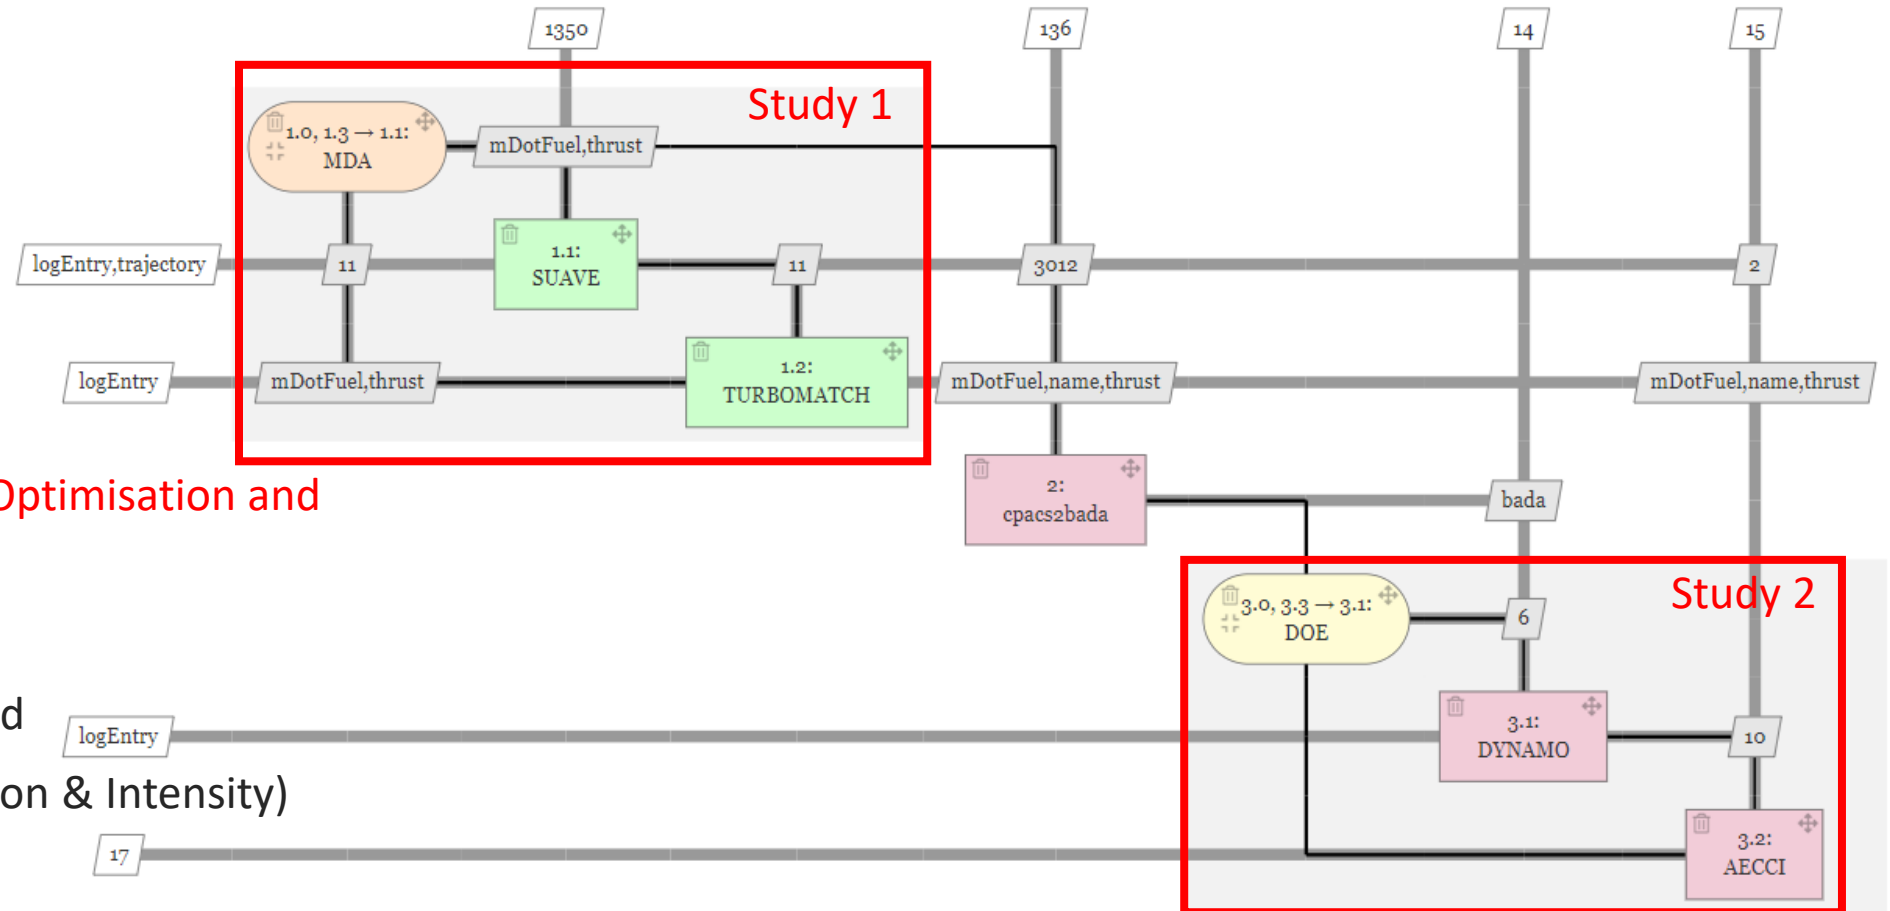 1350
136
14
15
Study 1
1.0, 1.3 → 1.1:
MDA
mDotFuel,thrust
logEntry,trajectory
11
1.1:
SUAVE
11
3012
2
logEntry
mDotFuel,thrust
1.2:
TURBOMATCH
mDotFuel,name,thrust
mDotFuel,name,thrust
Optimisation and
2:
cpacs2bada
bada
Study 2
3.0, 3.3 → 3.1:
DOE
6
d
logEntry
3.1:
DYNAMO
10
on & Intensity)
17
3.2:
AECCI